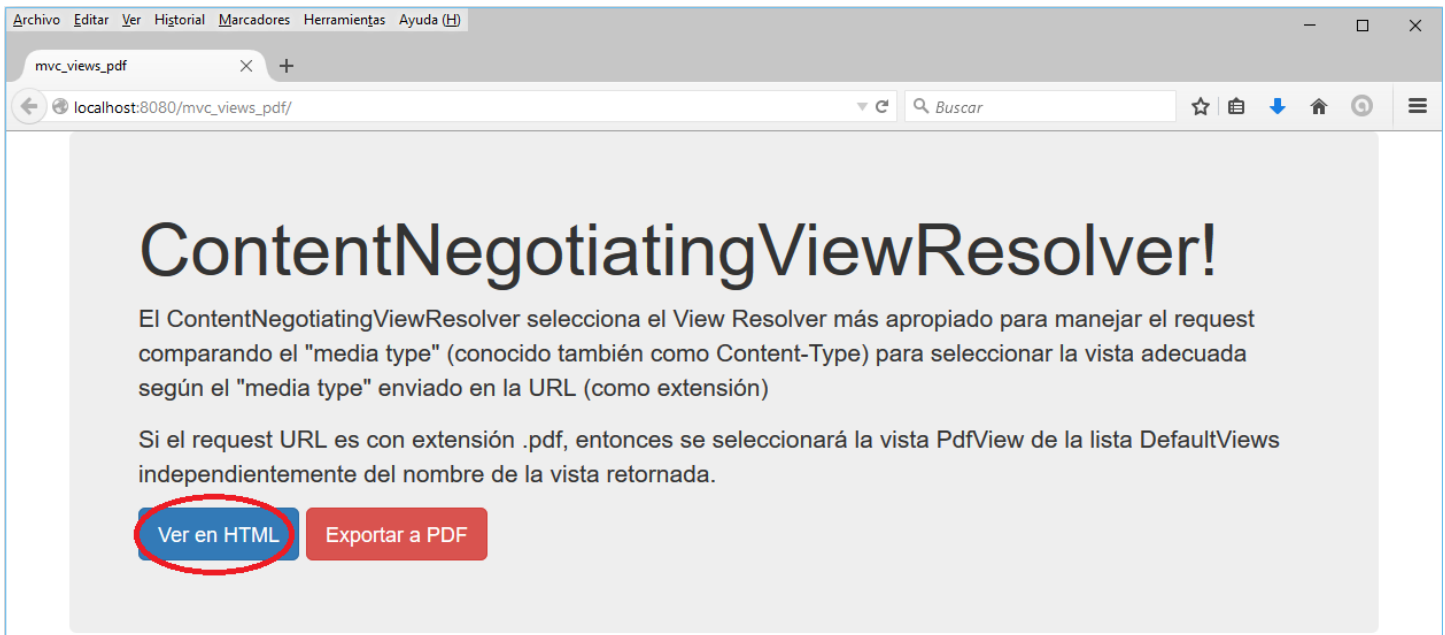 Archivo Editar Ver Historial Marcadores Herramientas Ayuda (H)
mvc_views_pdf
localhost:8080/mvc_views_pdf/
Buscar
ContentNegotiatingViewResolver!
El ContentNegotiatingViewResolver selecciona el View Resolver más apropiado para manejar el request
comparando el "media type" (conocido también como Content-Type) para seleccionar la vista adecuada
según el "media type" enviado en la URL (como extensión)
Si el request URL es con extensión .pdf, entonces se seleccionará la vista PdfView de la lista DefaultViews
independientemente del nombre de la vista retornada.
Ver en HTML Exportar a PDF